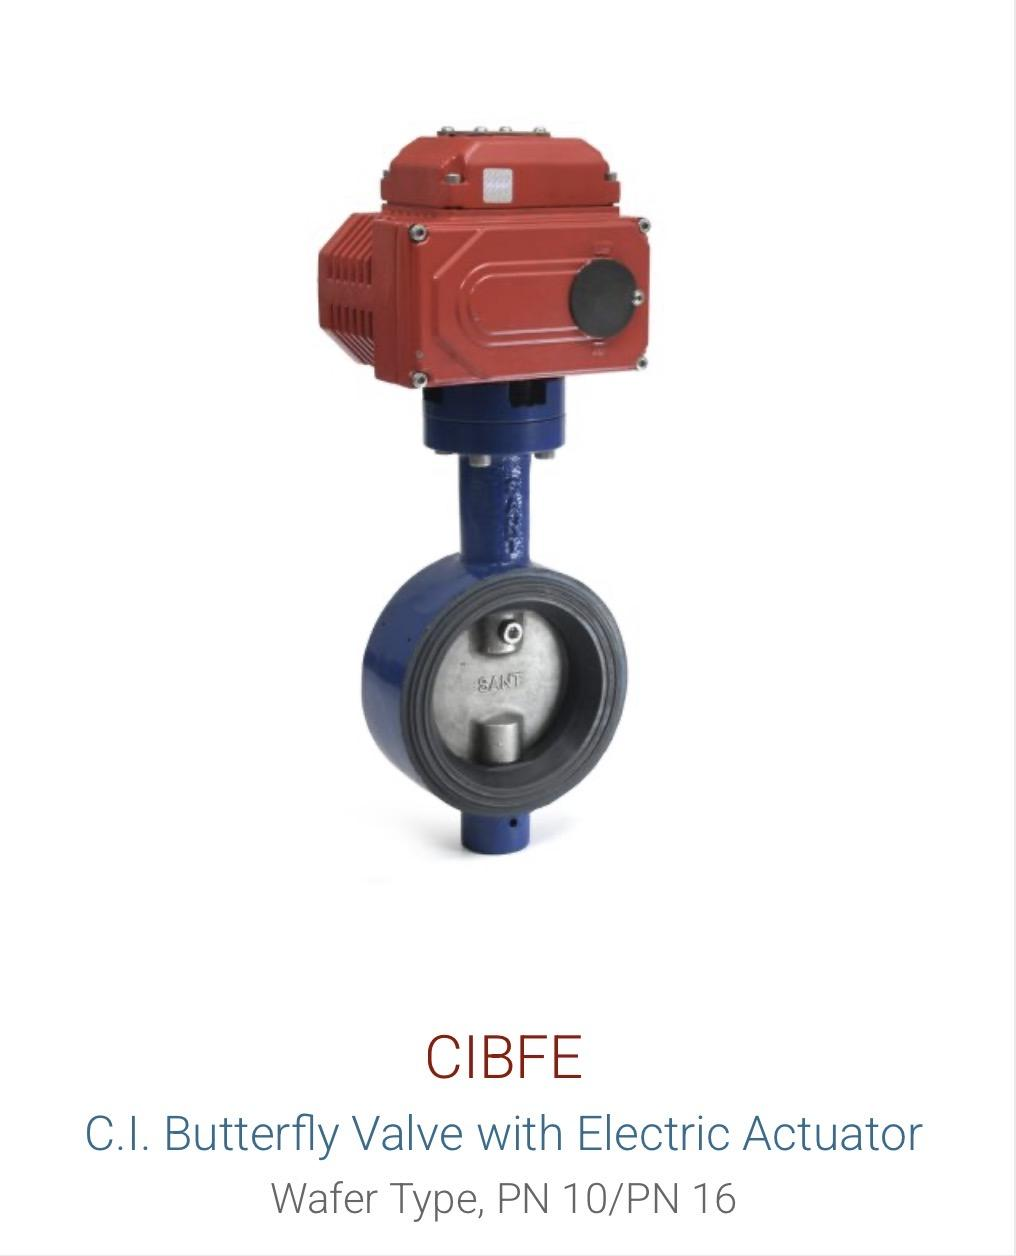 SANT
CIBFE
C.I. Butterfly Valve with Electric Actuator
Wafer Type, PN 10/PN 16